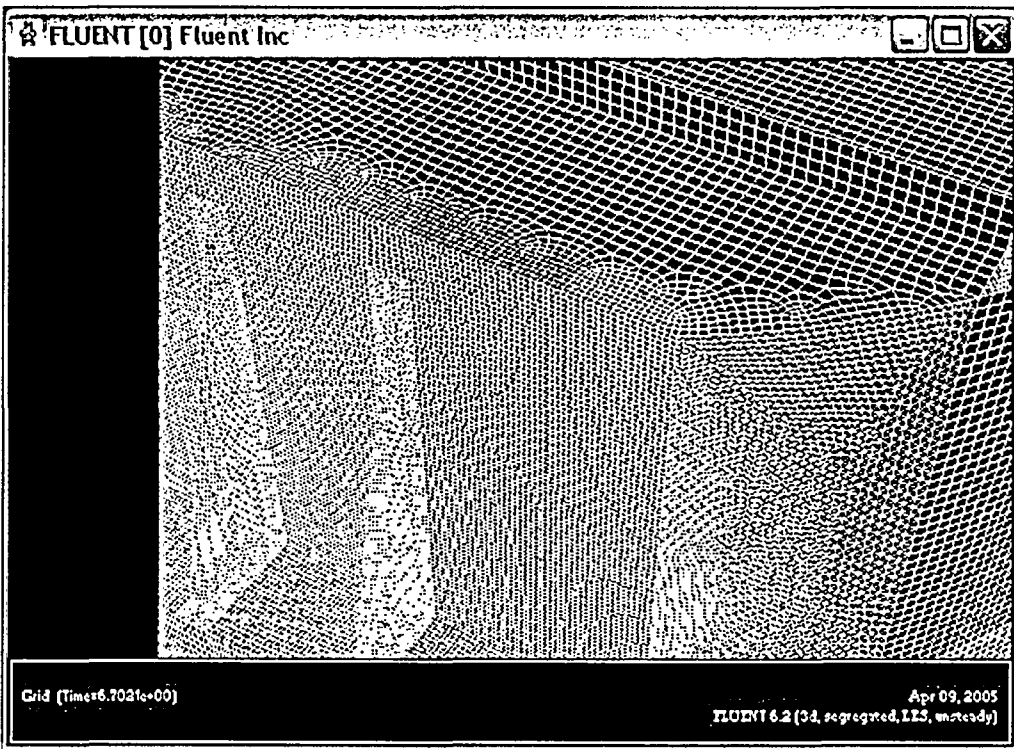 FLUENT [0] Fluent Inc
Grid (Time=6.7021e+00)
Apr 09, 2005
FLUENT 6.2 (3d, segregated, LES, unsteady)